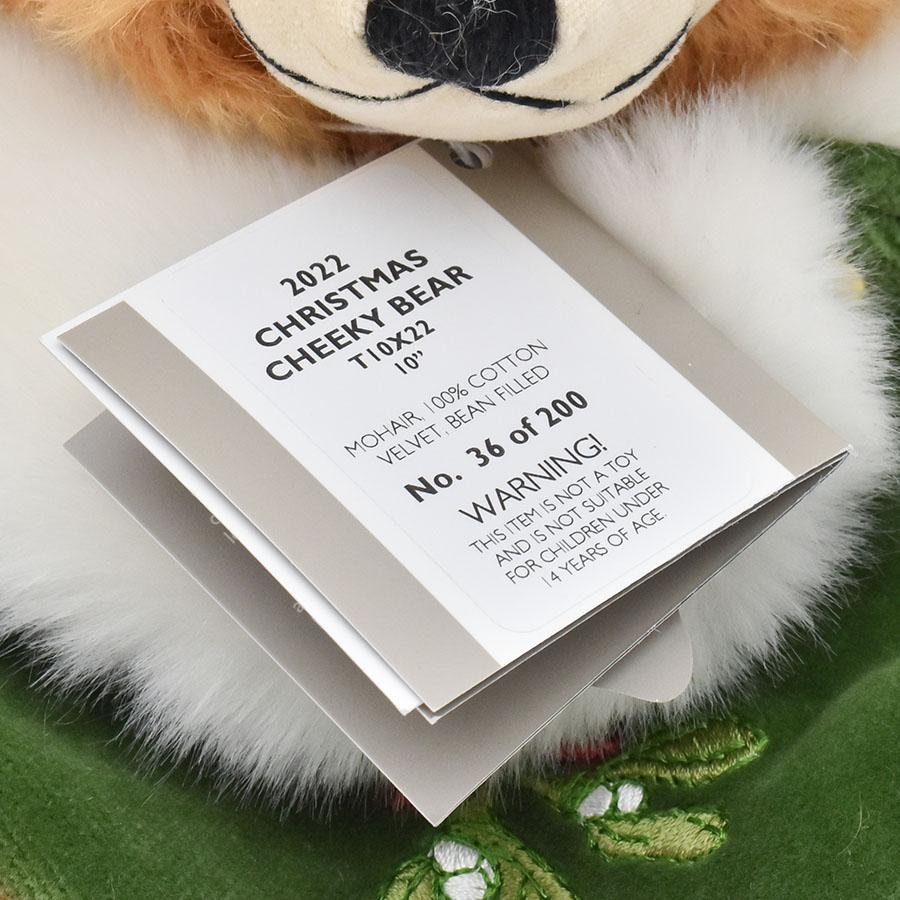 2022
CHRISTMAS
CHEEKY BEAR
T10X22
10”
MOHAIR, 100% COTTON
VELVET, BEAN FILLED
No. 36 of 200
WARNING!
THIS ITEM IS NOT A TOY
AND IS NOT SUITABLE
FOR CHILDREN UNDER
14 YEARS OF AGE.